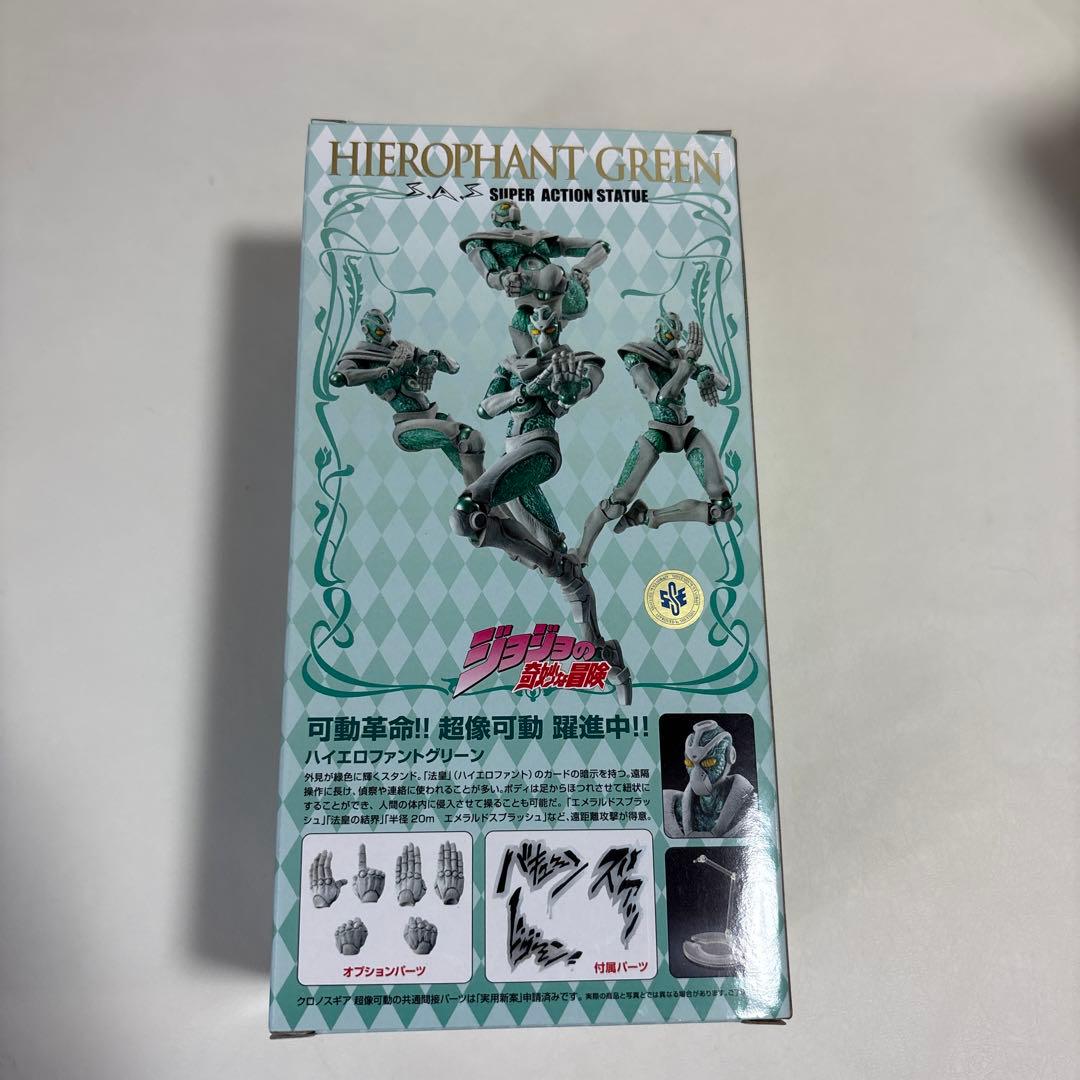 HIEROPHANT GREEN
S.A.S SUPER ACTION STATUE
ジョジョの
奇妙な冒険
可動革命!! 超像可動 躍進中!!
ハイエロファントグリーン
外見が緑色に輝くスタンド。「法皇」(ハイエロファント)のカードの暗示を持つ。遠隔
操作に長け、偵察や連絡に使われることが多い。ボディは足からほつれさせて紐状に
することができ、人間の体内に侵入させて操ることも可能だ。「エメラルドスプラッ
シュ」「法皇の結界」「半径20m エメラルドスプラッシュ」など、遠距離攻撃が得意。
バキューン
オプションパーツ
付属パーツ
クロノスギア 超像可動の共通間接パーツは「実用新案」申請済みです。 実際の商品と写真とでは異なる場合があります。